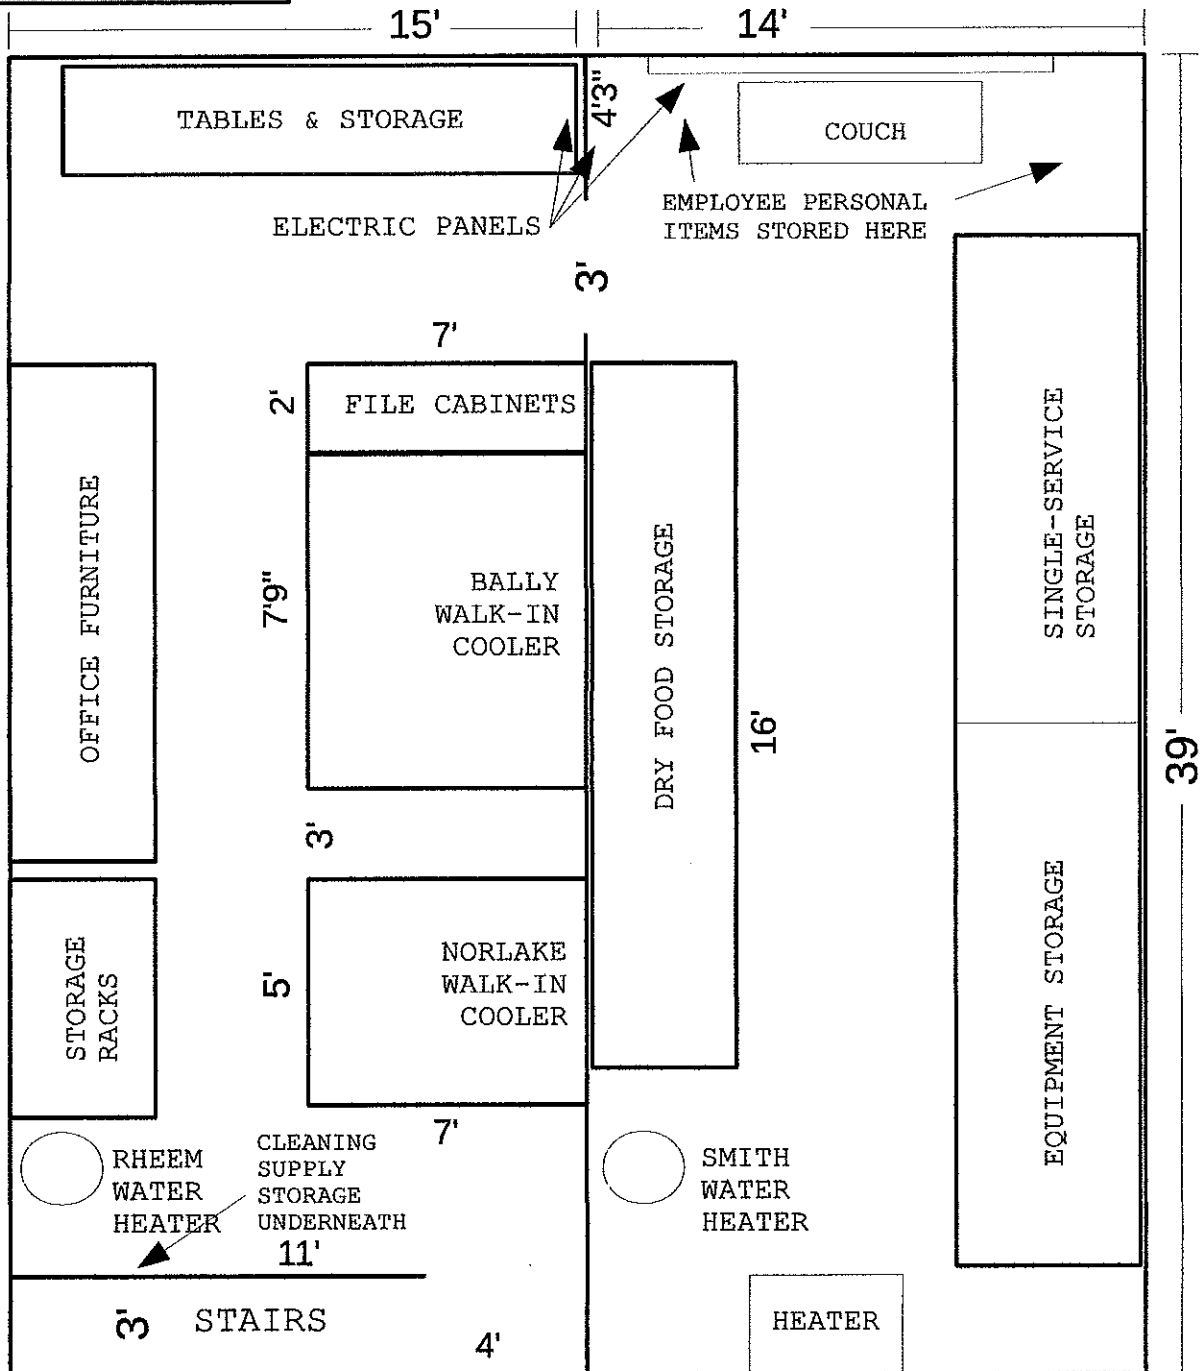 15'
14'
TABLES & STORAGE
4'3"
COUCH
ELECTRIC PANELS
EMPLOYEE PERSONAL
ITEMS STORED HERE
3'
7'
2'
FILE CABINETS
OFFICE FURNITURE
7'9"
BALLY
WALK-IN
COOLER
DRY FOOD STORAGE
16'
SINGLE-SERVICE
STORAGE
39'
3'
STORAGE
RACKS
5'
NORLAKE
WALK-IN
COOLER
7'
EQUIPMENT STORAGE
RHEEM
WATER
HEATER
CLEANING
SUPPLY
STORAGE
UNDERNEATH
SMITH
WATER
HEATER
11'
3'
STAIRS
4'
HEATER